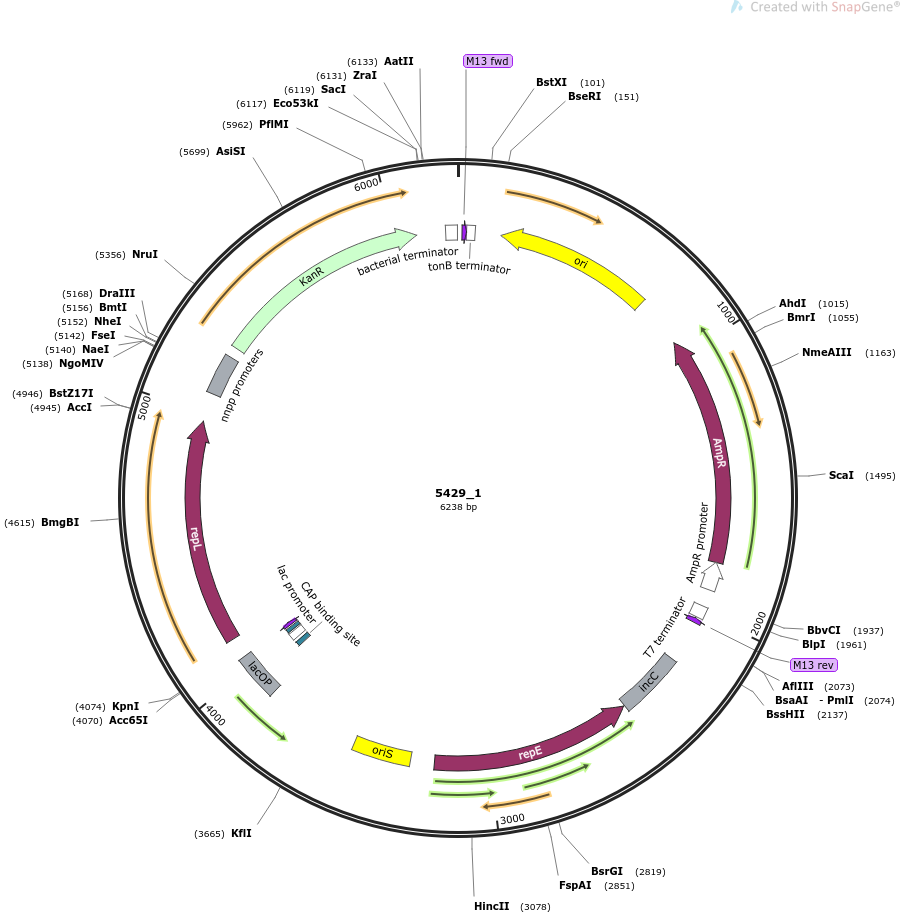 Created with SnapGene®
(6133) AatII
(6131) ZraI
(6119) SacI
(6117) Eco53kI
(5962) PflMI
(5699) AsiSI
(5356) NruI
(5168) DraIII
(5156) BmtI
(5152) NheI
(5142) FseI
(5140) NaeI
(5138) NgoMIV
(4946) BstZ17I
(4945) AccI
(4615) BmgBI
(4074) KpnI
(4070) Acc65I
(3665) KflI
M13 fwd
BstXI (101)
BseRI (151)
AhdI (1015)
BmrI (1055)
NmeAIII (1163)
ScaI (1495)
BbvCI (1937)
BlpI (1961)
M13 rev
AflIII (2073)
BsaAI - PmlI (2074)
BssHII (2137)
BsrGI (2819)
FspAI (2851)
HincII (3078)
6000
1000
2000
3000
4000
5000
KanR
bacterial terminator
tonB terminator
ori
AmpR
AmpR promoter
T7 terminator
incC
repE
oriS
lacOP
lac promoter
CAP binding site
repL
nnpp promoters
5429_1
6238 bp